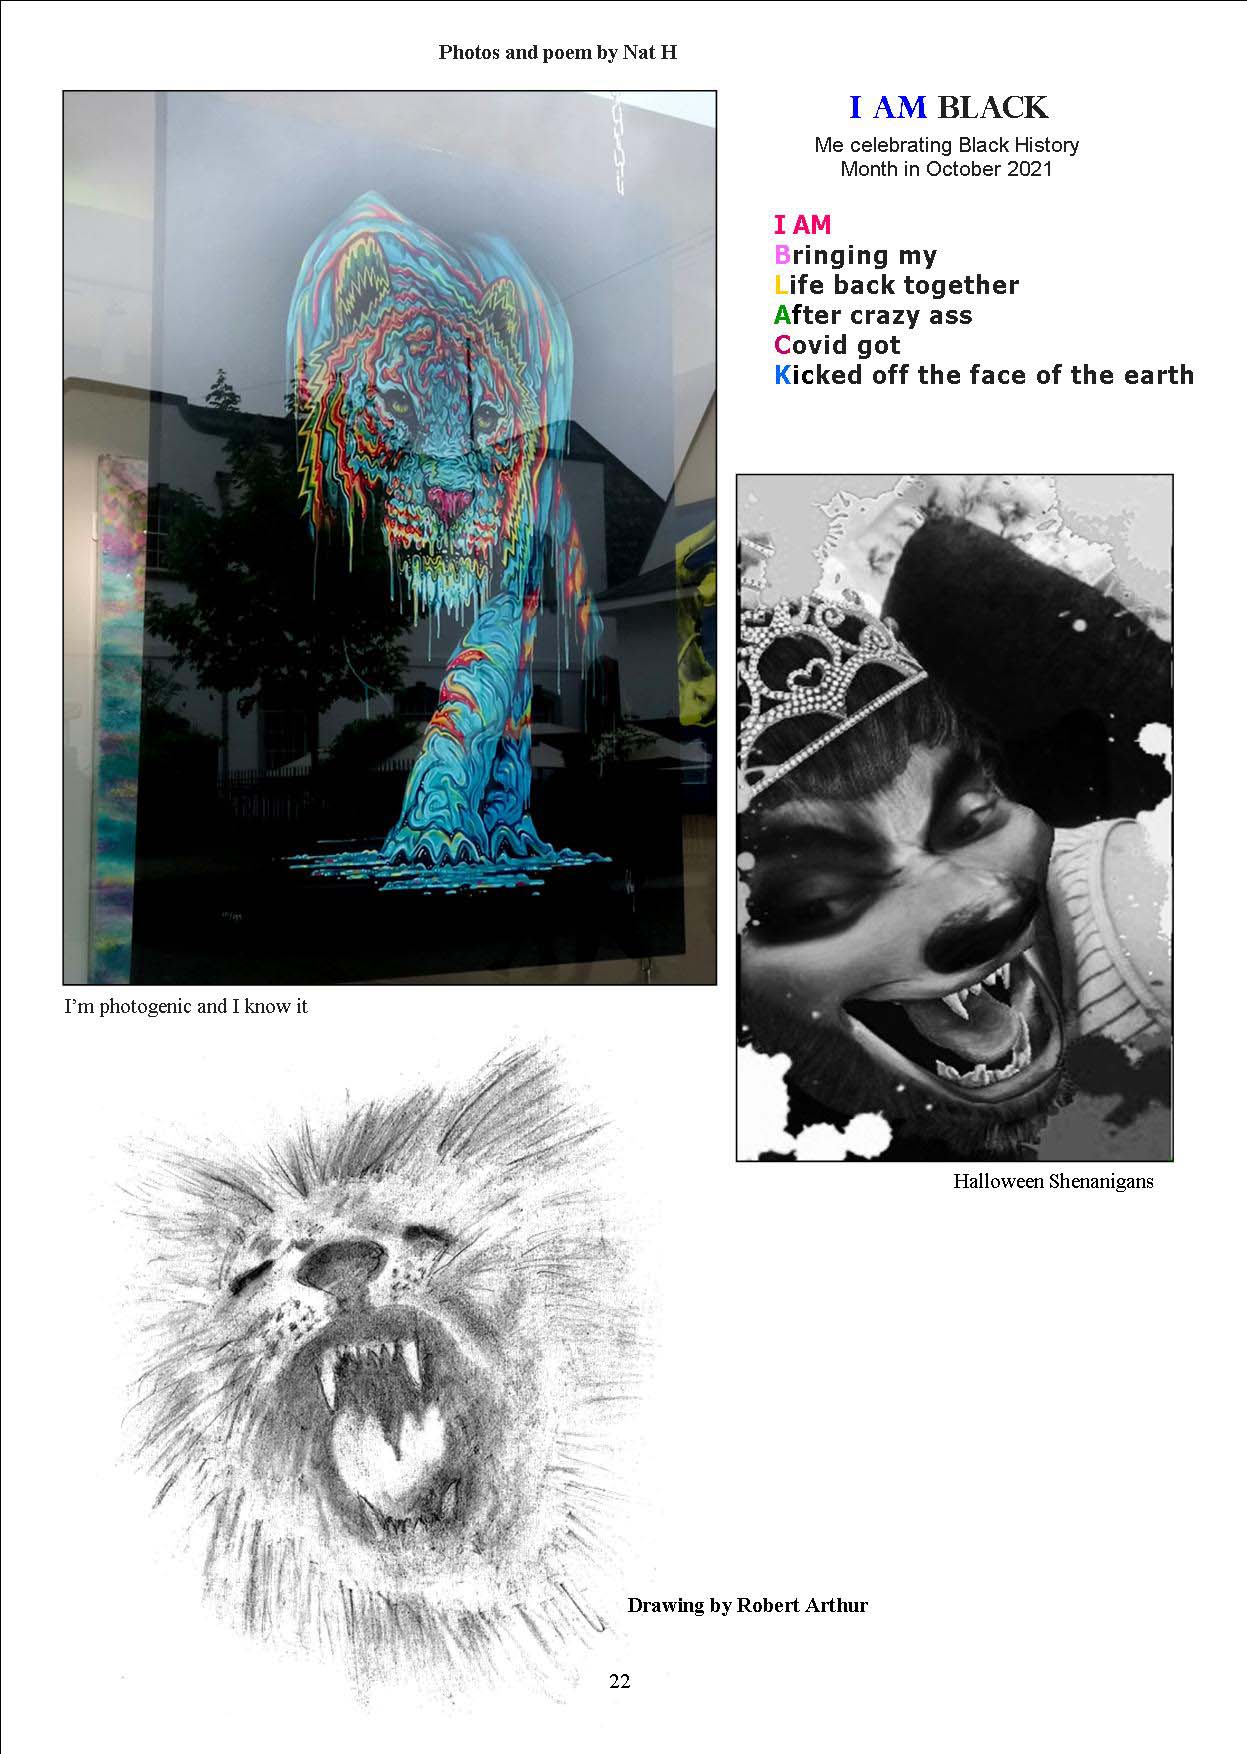 Photos and poem by Nat H
I AM BLACK
Me celebrating Black History
Month in October 2021
I AM
Bringing my
Life back together
After crazy ass
Covid got
Kicked off the face of the earth
I'm photogenic and I know it
Halloween Shenanigans
Drawing by Robert Arthur
22